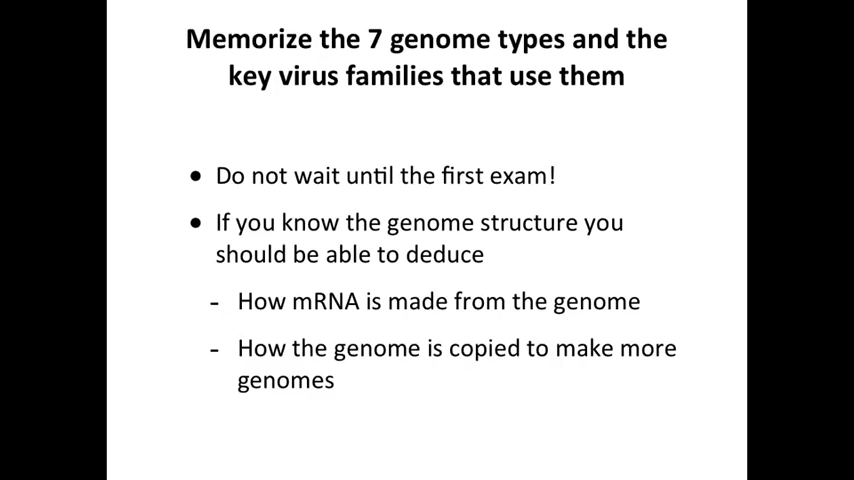 Memorize the 7 genome types and the
key virus families that use them
• Do not wait until the first exam!
• If you know the genome structure you
should be able to deduce
- How mRNA is made from the genome
- How the genome is copied to make more
genomes